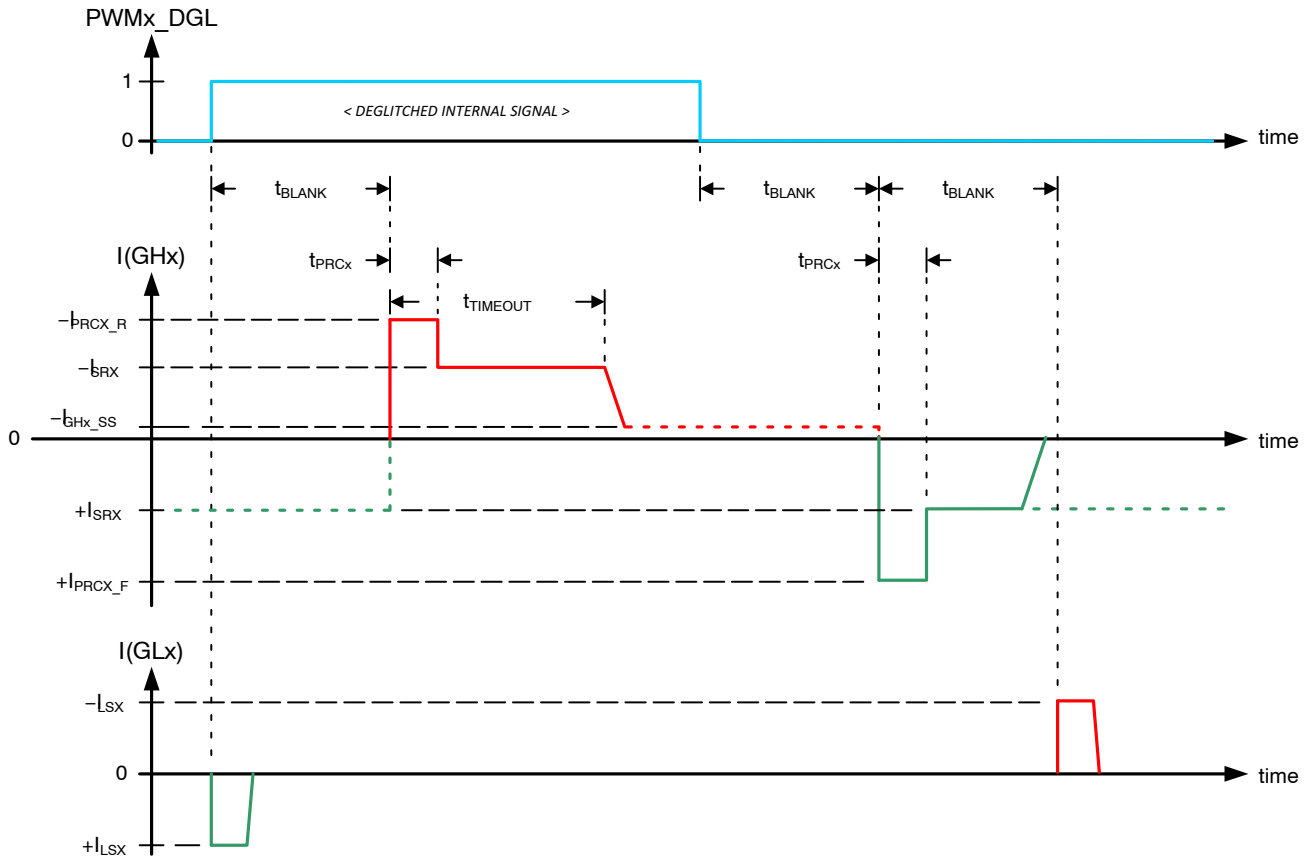 PWMx_DGL
1
< DEGLITCHED INTERNAL SIGNAL >
0
time
tBLANK
tBLANK
tBLANK
I(GHx)
tPRCx
tPRCx
tTIMEOUT
−IPRCX_R
−ISRX
−IGHx_SS
0
time
+ISRX
+IPRCX_F
I(GLx)
−ILSX
0
time
+ILSX